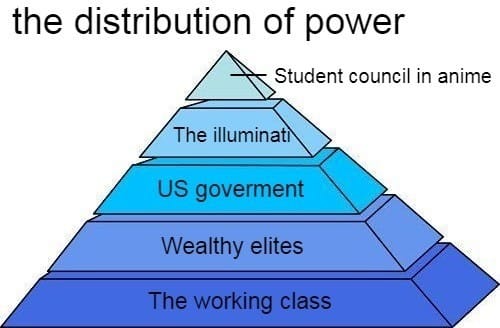 the distribution of power
Student council in anime
The illuminati
US goverment
Wealthy elites
The working class